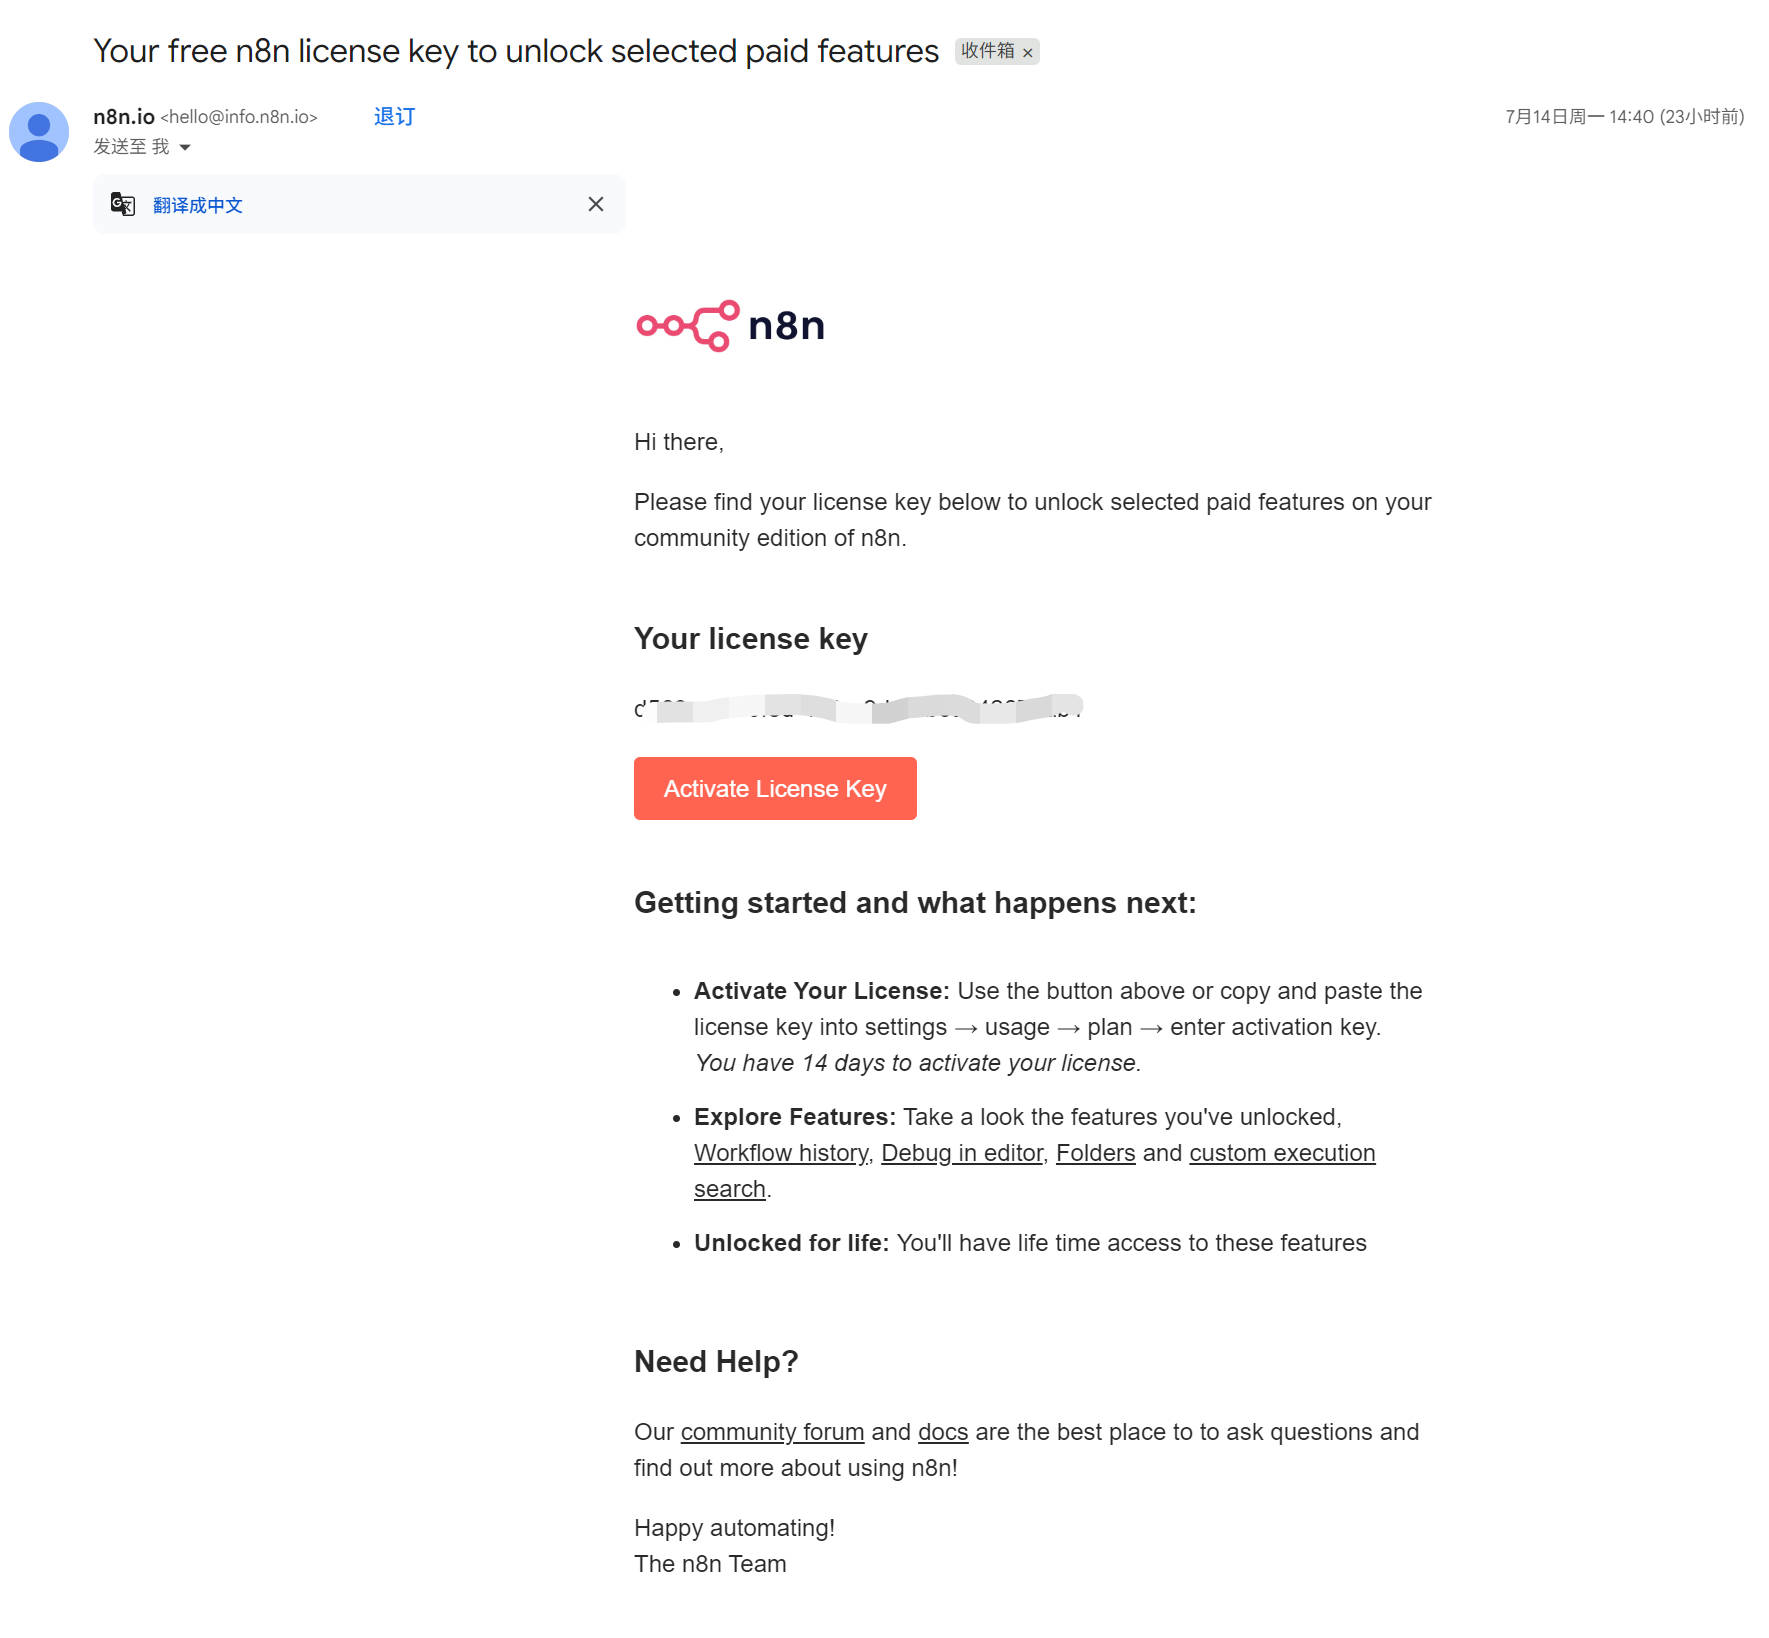 Your free n8n license key to unlock selected paid features 收件箱 ×
n8n.io <hello@info.n8n.io> 退订 7月14日周一 14:40 (23小时前)
发送至 我
翻译成中文
n8n
Hi there,
Please find your license key below to unlock selected paid features on your
community edition of n8n.
Your license key
Activate License Key
Getting started and what happens next:
• Activate Your License: Use the button above or copy and paste the
license key into settings → usage → plan → enter activation key.
You have 14 days to activate your license.
• Explore Features: Take a look the features you've unlocked,
Workflow history, Debug in editor, Folders and custom execution
search.
• Unlocked for life: You'll have life time access to these features
Need Help?
Our community forum and docs are the best place to to ask questions and
find out more about using n8n!
Happy automating!
The n8n Team